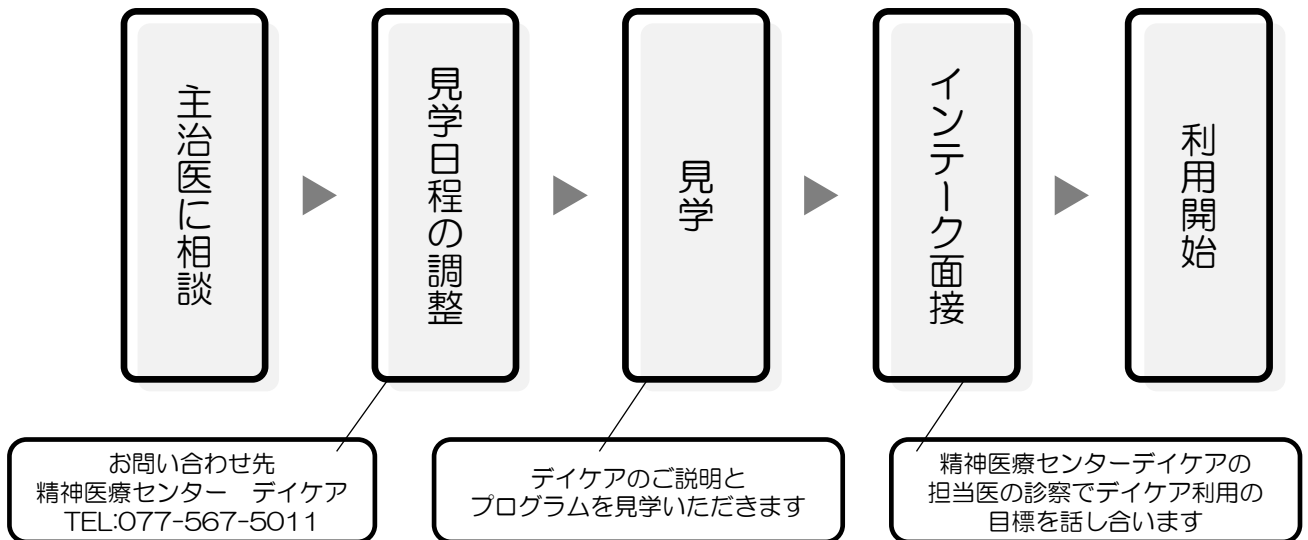 主治医に相談
見学日程の調整
見学
インテーク面接
利用開始
お問い合わせ先
精神医療センター　デイケア
TEL:077-567-5011
デイケアのご説明と
プログラムを見学いただきます
精神医療センターデイケアの
担当医の診察でデイケア利用の
目標を話し合います